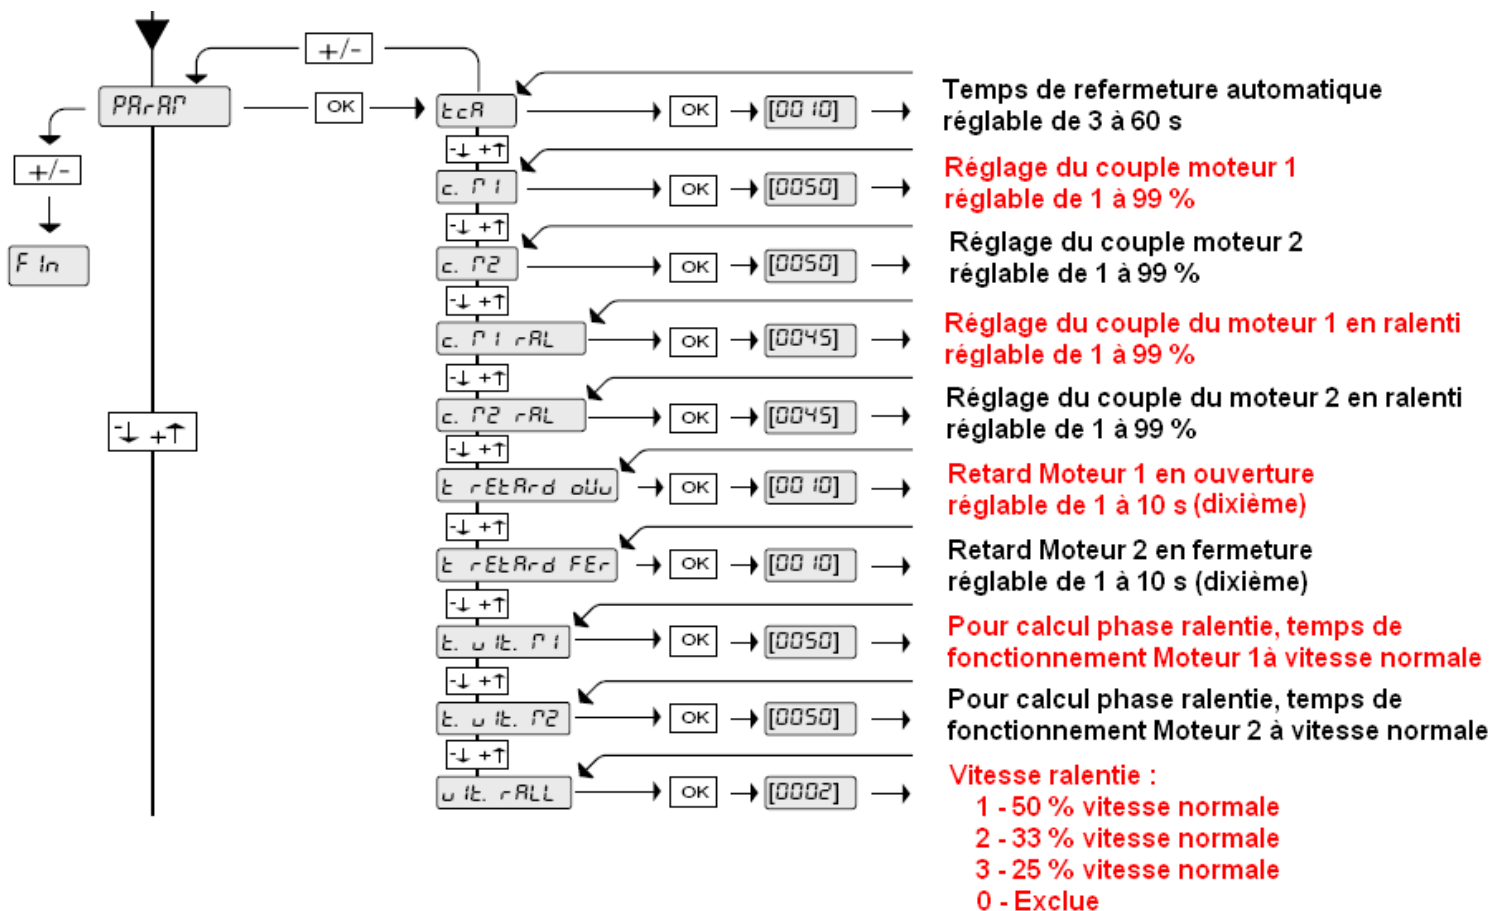 +/-
PArAM
OK
tcA
OK
[0010]
Temps de refermeture automatique
réglable de 3 à 60 s
+/-
FIn
-↓ +↑
c. M1
OK
[0050]
Réglage du couple moteur 1
réglable de 1 à 99 %
-↓ +↑
c. M2
OK
[0050]
Réglage du couple moteur 2
réglable de 1 à 99 %
-↓ +↑
c. M1 rAL
OK
[0045]
Réglage du couple du moteur 1 en ralenti
réglable de 1 à 99 %
-↓ +↑
c. M2 rAL
OK
[0045]
Réglage du couple du moteur 2 en ralenti
réglable de 1 à 99 %
-↓ +↑
-↓ +↑
t rEtArd oUv
OK
[0010]
Retard Moteur 1 en ouverture
réglable de 1 à 10 s (dixième)
-↓ +↑
t rEtArd FEr
OK
[0010]
Retard Moteur 2 en fermeture
réglable de 1 à 10 s (dixième)
-↓ +↑
t. vIt. M1
OK
[0050]
Pour calcul phase ralentie, temps de
fonctionnement Moteur 1à vitesse normale
-↓ +↑
t. vIt. M2
OK
[0050]
Pour calcul phase ralentie, temps de
fonctionnement Moteur 2 à vitesse normale
-↓ +↑
vIt. rALL
OK
[0002]
Vitesse ralentie :
1 - 50 % vitesse normale
2 - 33 % vitesse normale
3 - 25 % vitesse normale
0 - Exclue